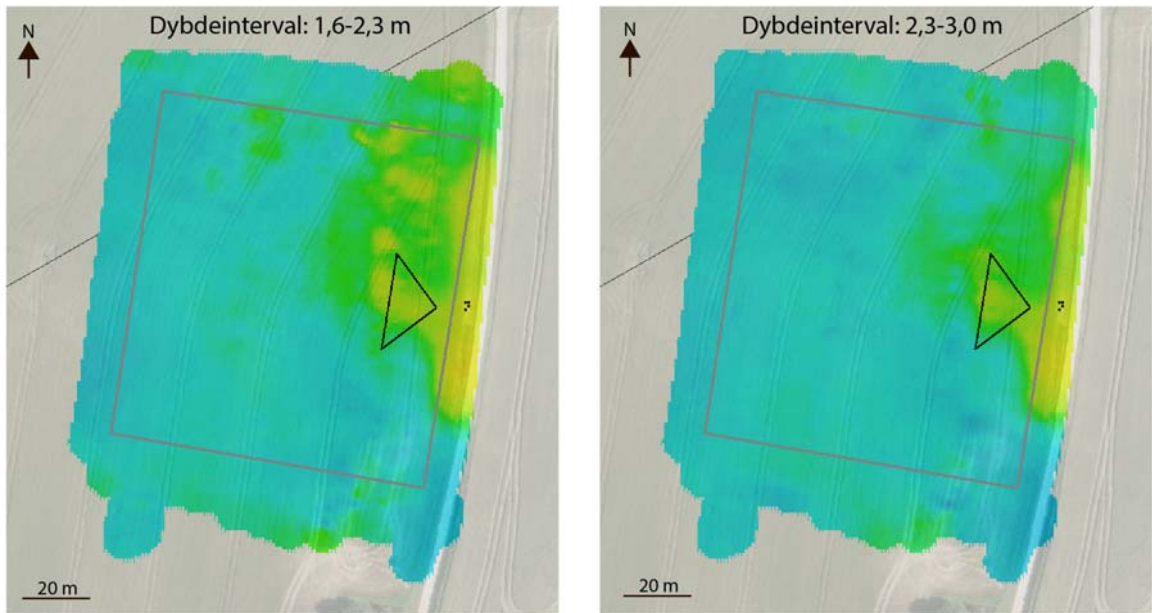 Dybdeinterval: 1,6-2,3 m
N
20 m
Dybdeinterval: 2,3-3,0 m
N
20 m